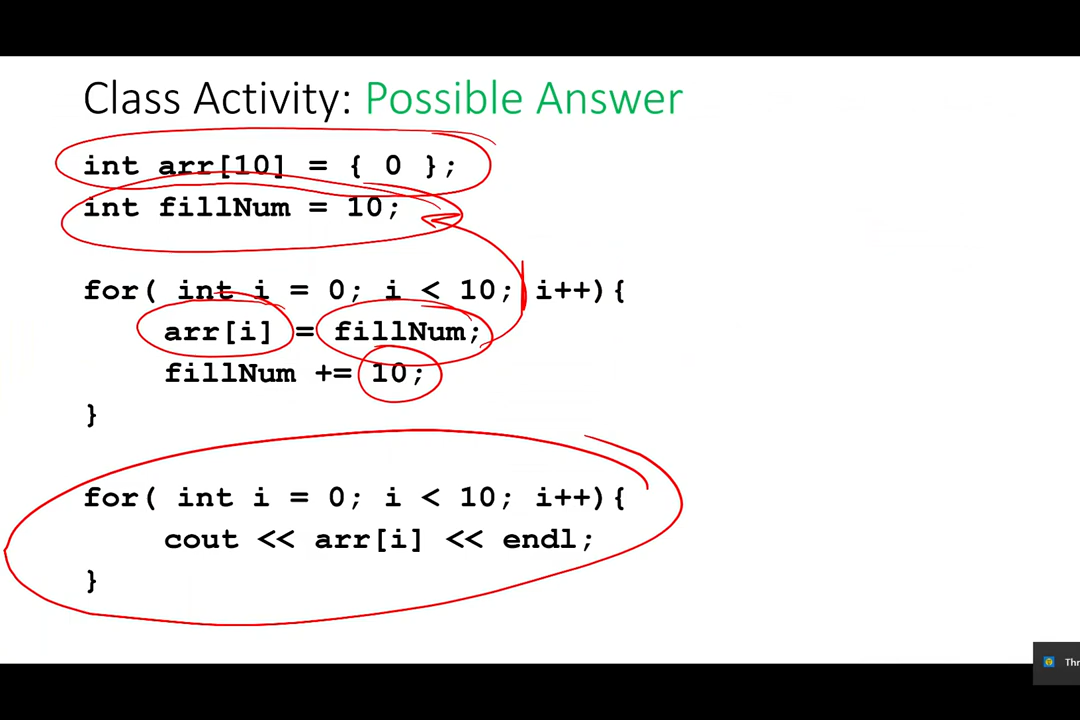 Class Activity: Possible Answer
int arr[10] = { 0 };
int fillNum = 10;
for( int i = 0; i < 10; i++){
arr[i] = fillNum;
fillNum += 10;
}
for( int i = 0; i < 10; i++){
cout << arr[i] << endl;
}